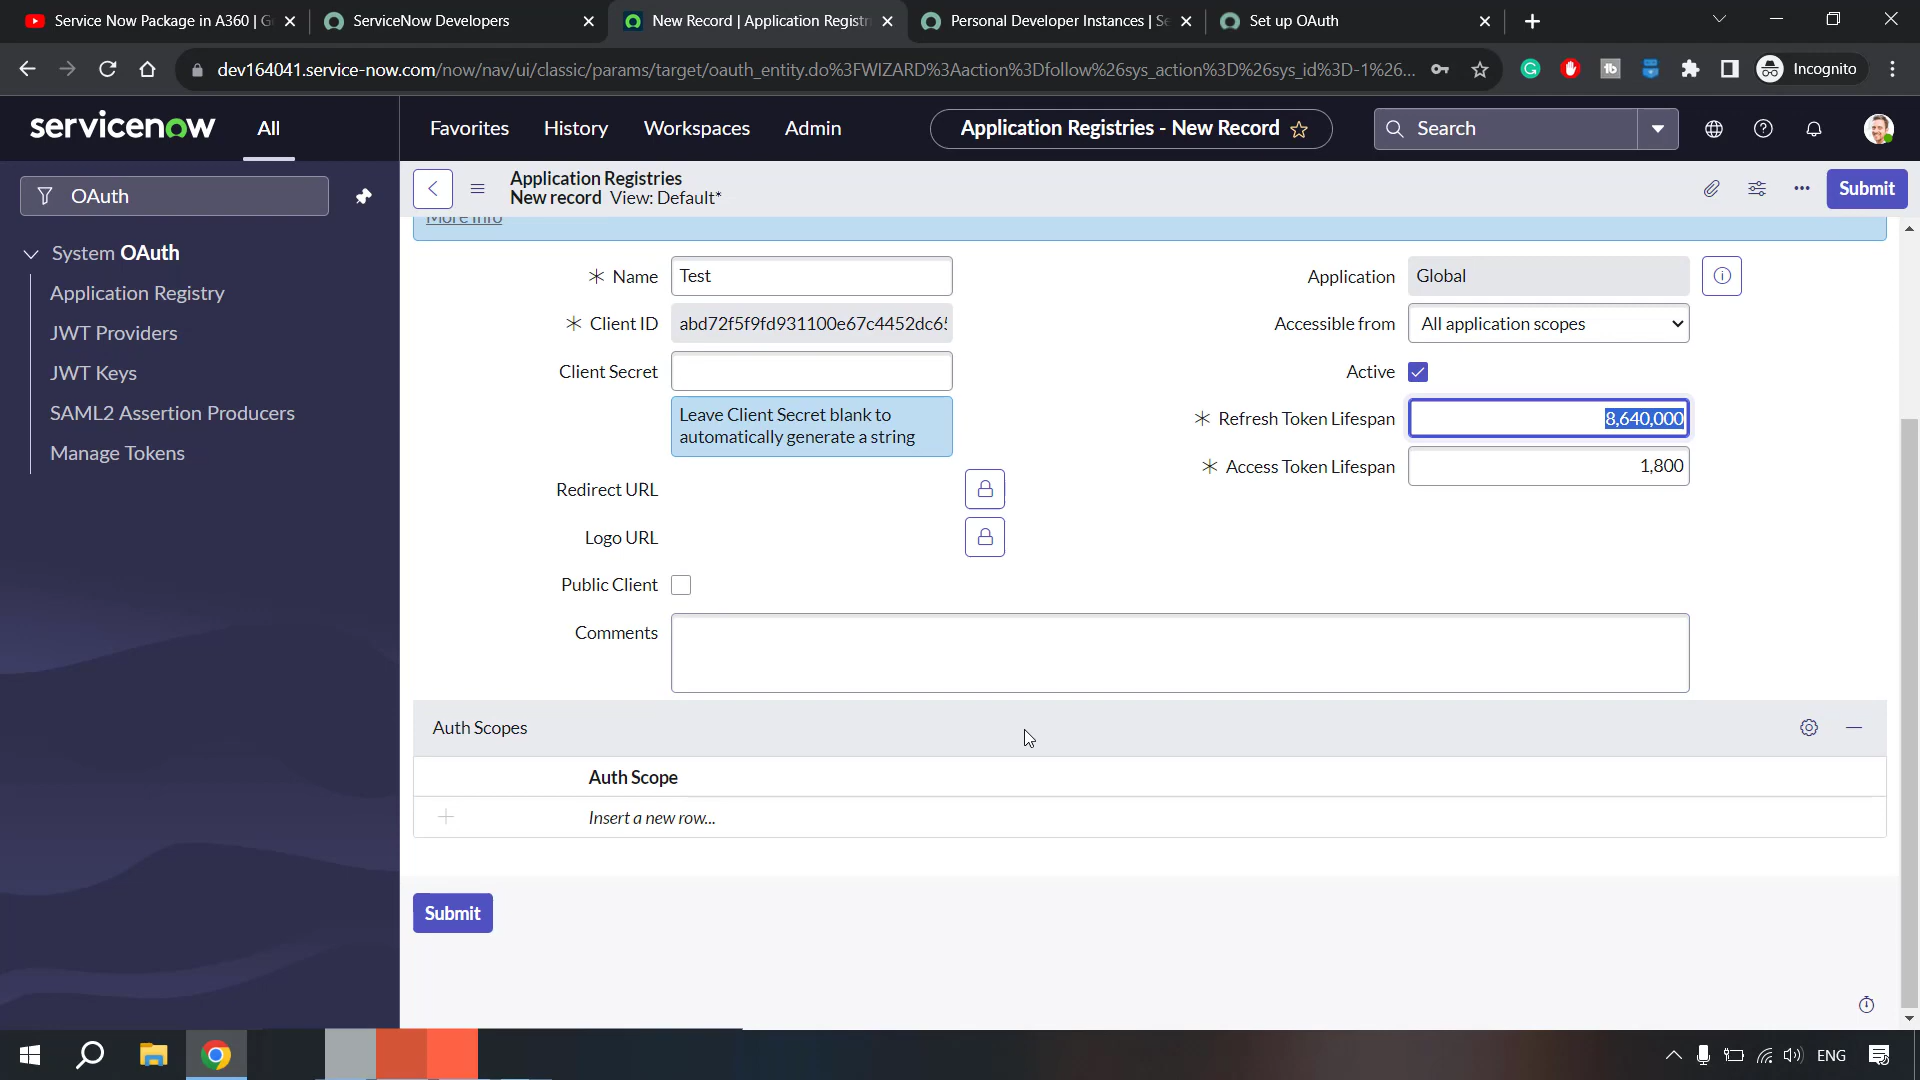 Service Now Package in A360 | G
ServiceNow Developers
New Record | Application Registr
Personal Developer Instances | Se
Set up OAuth
dev164041.service-now.com/now/nav/ui/classic/params/target/oauth_entity.do%3FWIZARD%3Aaction%3Dfollow%26sys_action%3D%26sys_id%3D-1%26...
Incognito
servicenow
All
Favorites
History
Workspaces
Admin
Application Registries - New Record
Search
OAuth
Application Registries
New record View: Default*
Submit
More Info
System OAuth
Application Registry
JWT Providers
JWT Keys
SAML2 Assertion Producers
Manage Tokens
Name
Test
Client ID
abd72f5f9fd931100e67c4452dc65
Client Secret
Leave Client Secret blank to
automatically generate a string
Redirect URL
Logo URL
Public Client
Comments
Application
Global
Accessible from
All application scopes
Active
Refresh Token Lifespan
8,640,000
Access Token Lifespan
1,800
Auth Scopes
Auth Scope
Insert a new row...
Submit
ENG